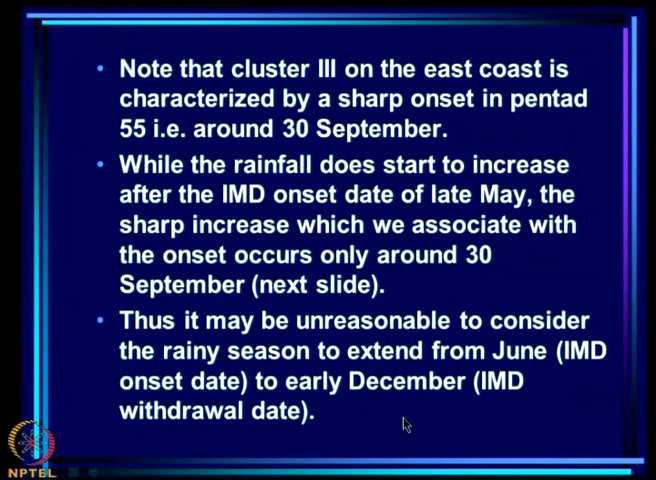 • Note that cluster III on the east coast is
characterized by a sharp onset in pentad
55 i.e. around 30 September.
• While the rainfall does start to increase
after the IMD onset date of late May, the
sharp increase which we associate with
the onset occurs only around 30
September (next slide).
• Thus it may be unreasonable to consider
the rainy season to extend from June (IMD
onset date) to early December (IMD
withdrawal date).
NPTEL